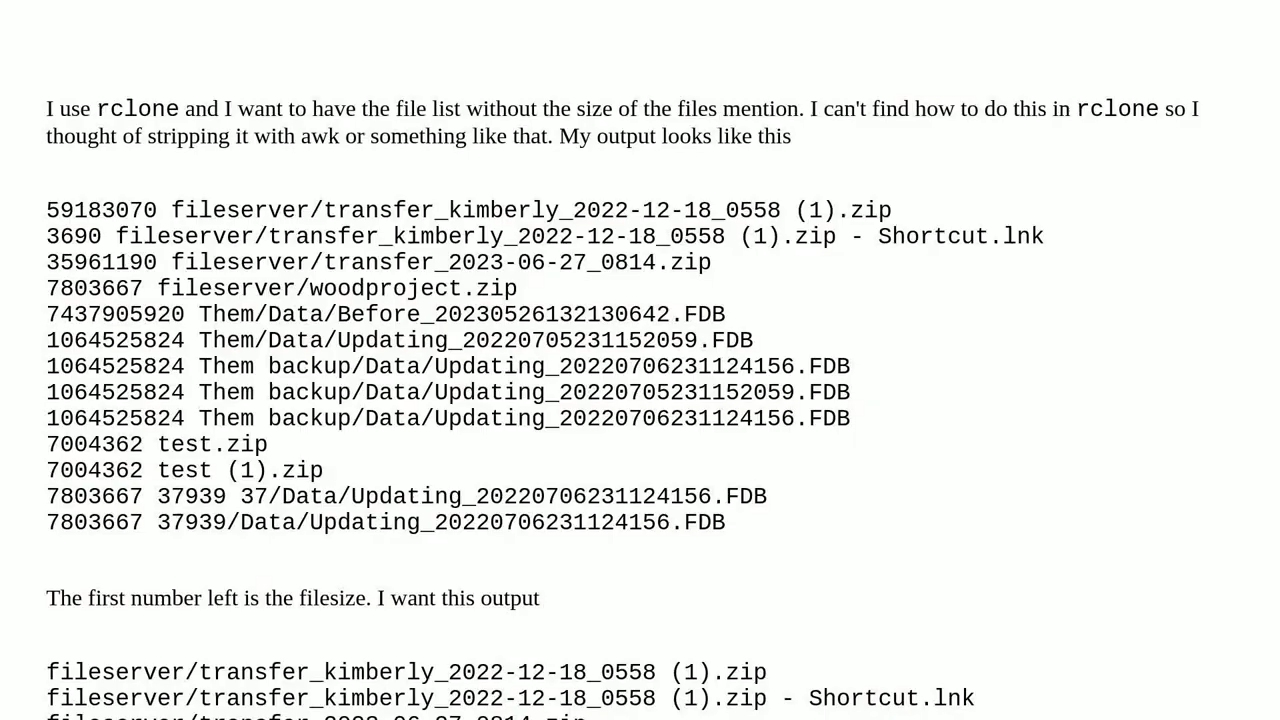 I use rclone and I want to have the file list without the size of the files mention. I can't find how to do this in rclone so I
thought of stripping it with awk or something like that. My output looks like this
59183070 fileserver/transfer_kimberly_2022-12-18_0558 (1).zip
3690 fileserver/transfer_kimberly_2022-12-18_0558 (1).zip - Shortcut.lnk
35961190 fileserver/transfer_2023-06-27_0814.zip
7803667 fileserver/woodproject.zip
7437905920 Them/Data/Before_20230526132130642.FDB
1064525824 Them/Data/Updating_20220705231152059.FDB
1064525824 Them backup/Data/Updating_20220706231124156.FDB
1064525824 Them backup/Data/Updating_20220705231152059.FDB
1064525824 Them backup/Data/Updating_20220706231124156.FDB
7004362 test.zip
7004362 test (1).zip
7803667 37939 37/Data/Updating_20220706231124156.FDB
7803667 37939/Data/Updating_20220706231124156.FDB
The first number left is the filesize. I want this output
fileserver/transfer_kimberly_2022-12-18_0558 (1).zip
fileserver/transfer_kimberly_2022-12-18_0558 (1).zip - Shortcut.lnk